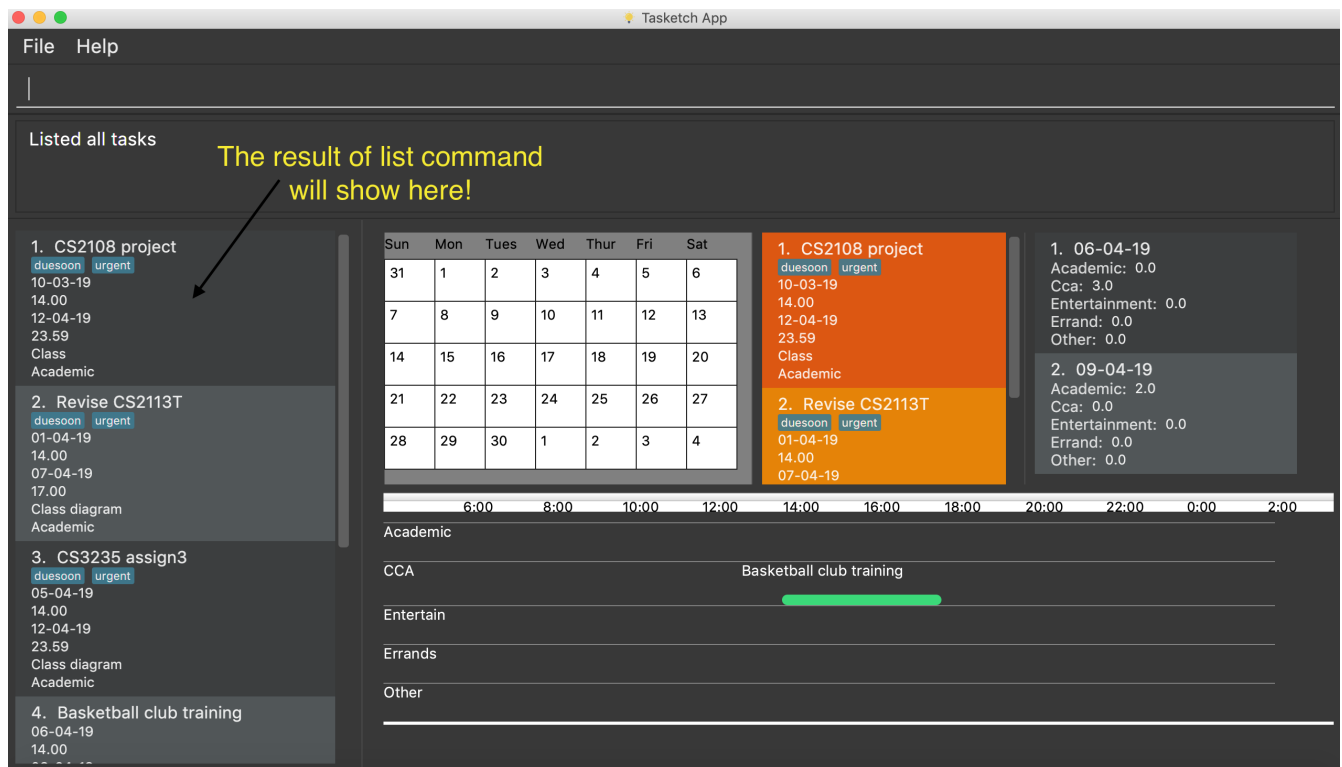 Tasketch App
File Help
Listed all tasks
The result of list command
will show here!
1. CS2108 project
duesoon urgent
10-03-19
14.00
12-04-19
23.59
Class
Academic
2. Revise CS2113T
duesoon urgent
01-04-19
14.00
07-04-19
17.00
Class diagram
Academic
3. CS3235 assign3
duesoon urgent
05-04-19
14.00
12-04-19
23.59
Class diagram
Academic
4. Basketball club training
06-04-19
14.00
Sun Mon Tues Wed Thur Fri Sat
31 1 2 3 4 5 6
7 8 9 10 11 12 13
14 15 16 17 18 19 20
21 22 23 24 25 26 27
28 29 30 1 2 3 4
1. CS2108 project
duesoon urgent
10-03-19
14.00
12-04-19
23.59
Class
Academic
2. Revise CS2113T
duesoon urgent
01-04-19
14.00
07-04-19
1. 06-04-19
Academic: 0.0
Cca: 3.0
Entertainment: 0.0
Errand: 0.0
Other: 0.0
2. 09-04-19
Academic: 2.0
Cca: 0.0
Entertainment: 0.0
Errand: 0.0
Other: 0.0
6:00 8:00 10:00 12:00 14:00 16:00 18:00 20:00 22:00 0:00 2:00
Academic
CCA Basketball club training
Entertain
Errands
Other